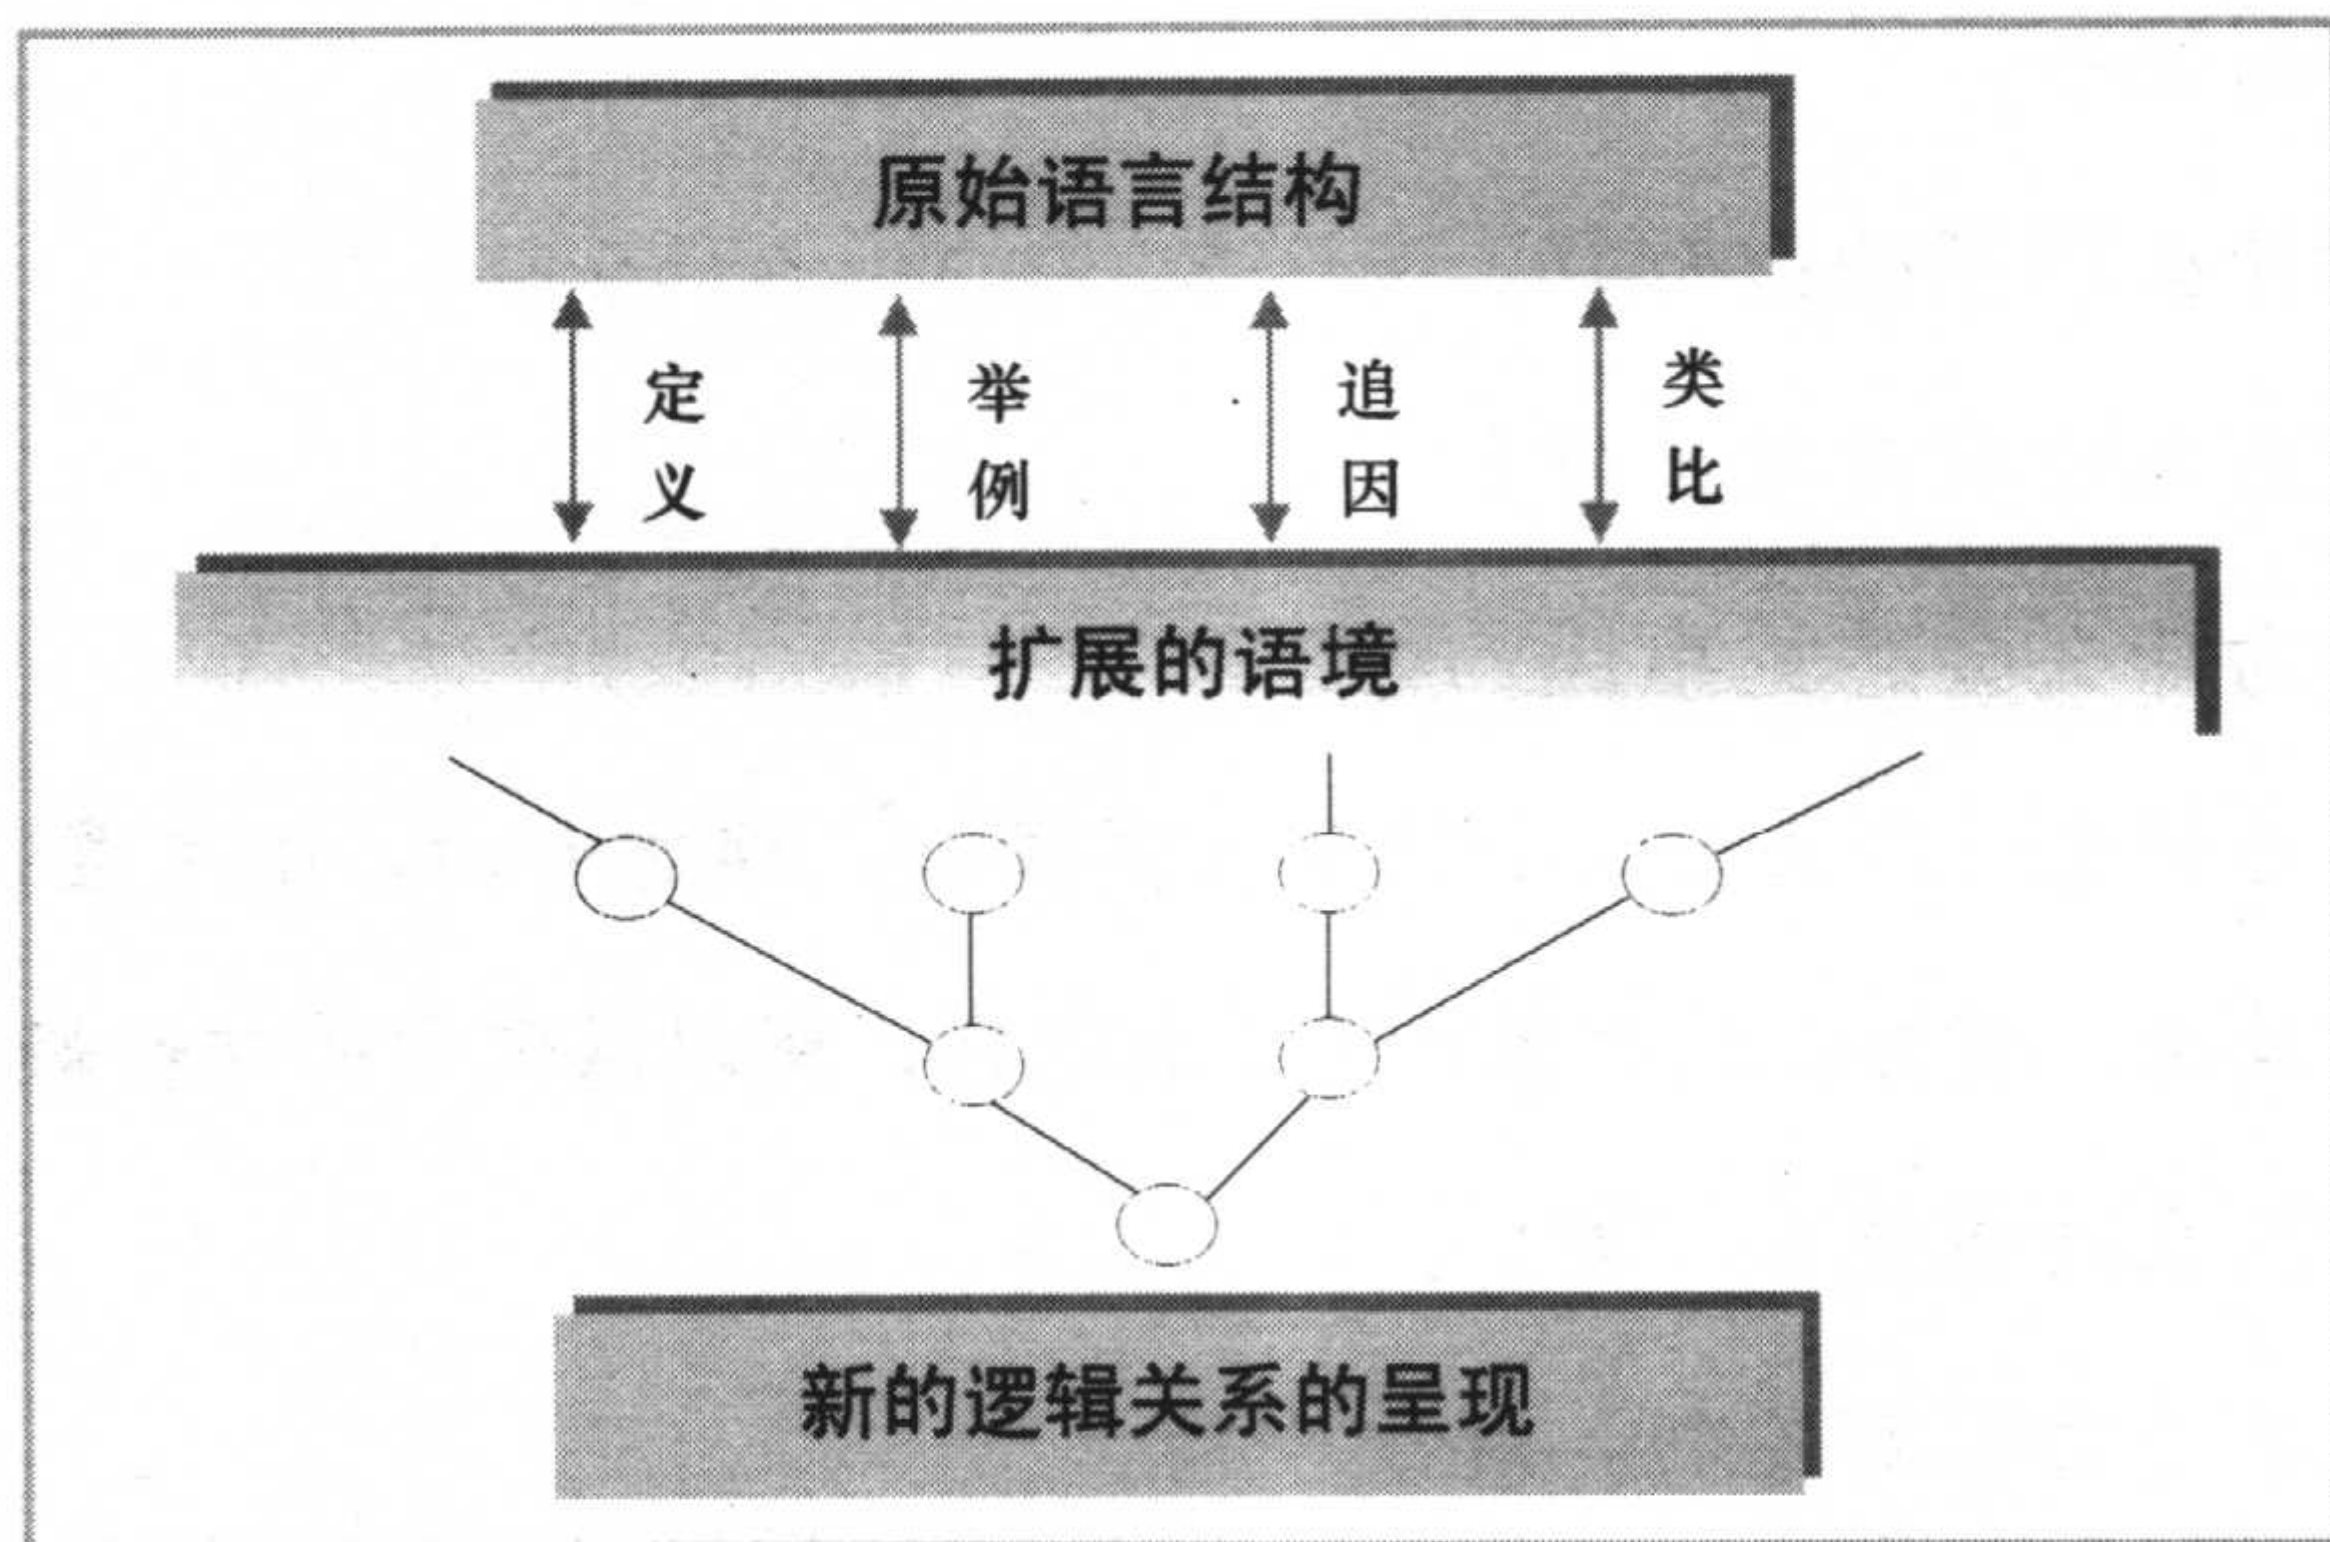 原始语言结构
定义
举例
追因
类比
扩展的语境
新的逻辑关系的呈现